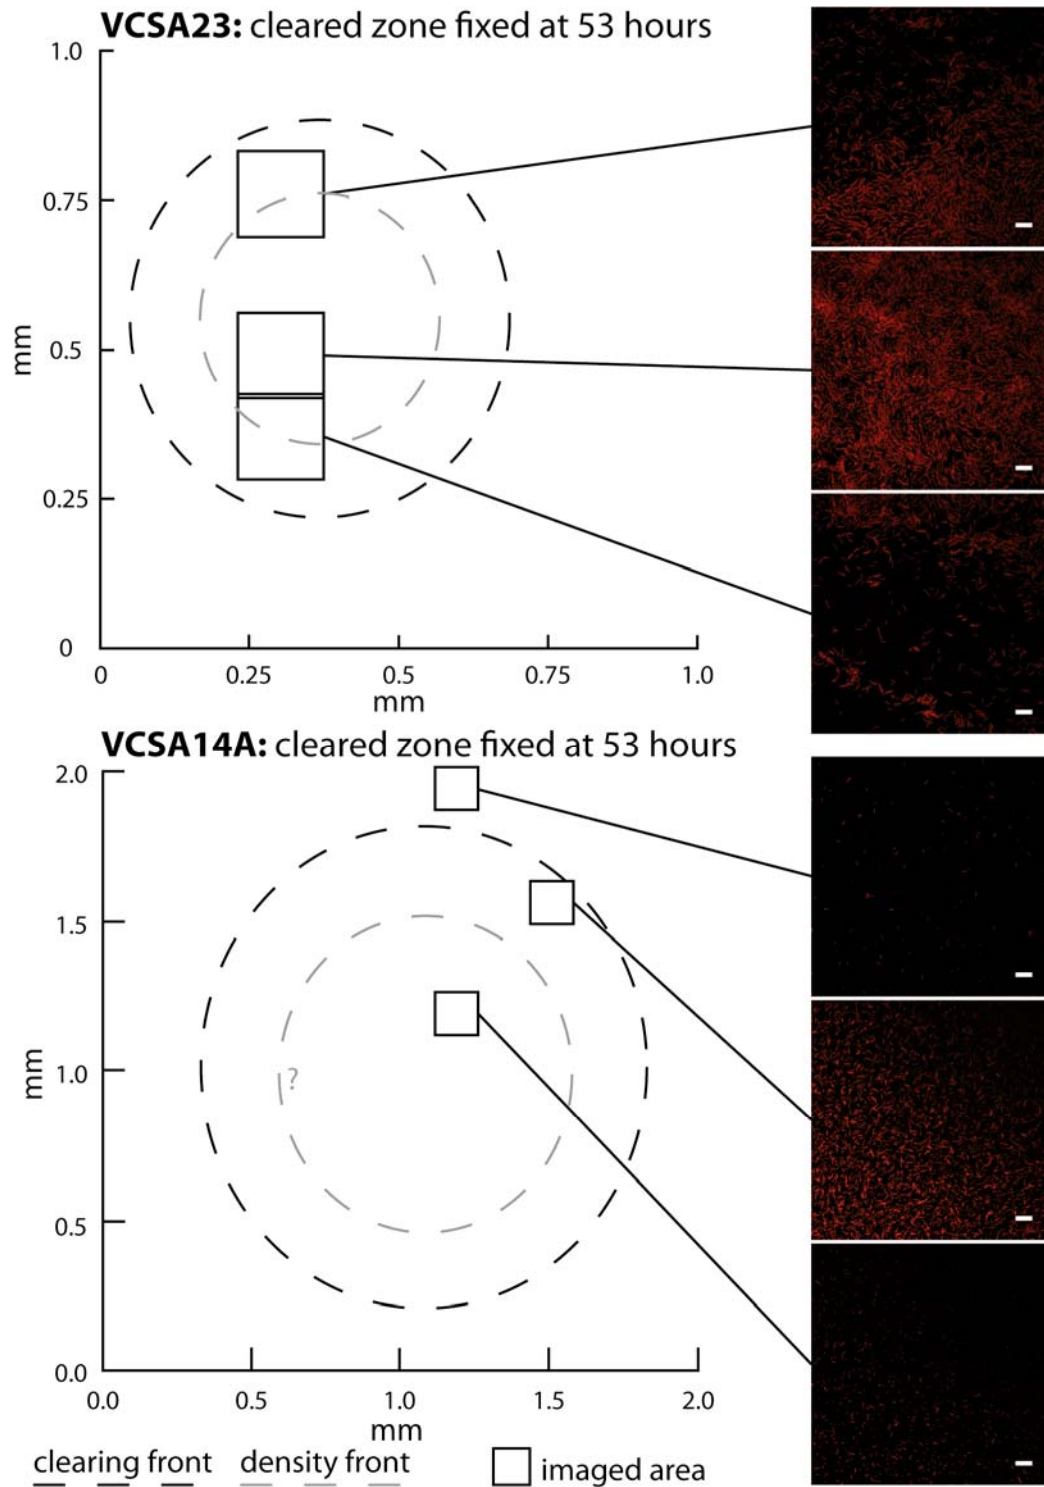 VCSA23: cleared zone fixed at 53 hours
1.0
0.75
0.5
0.25
0
mm
0 0.25 0.5 0.75 1.0
mm
VCSA14A: cleared zone fixed at 53 hours
2.0
1.5
1.0
0.5
0.0
mm
?
0.0 0.5 1.0 1.5 2.0
mm
clearing front density front imaged area